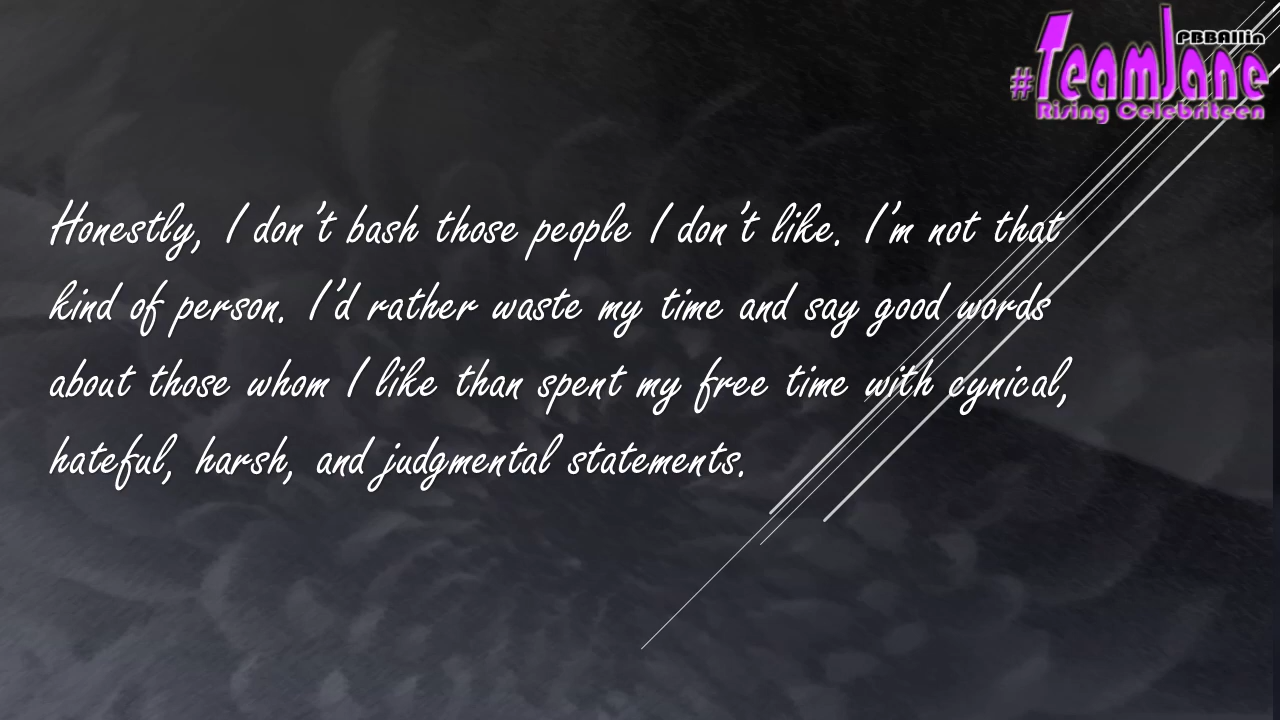 PBBAllin
#TeamJane
Rising Celebriteen
Honestly, I don't bash those people I don't like. I'm not that
kind of person. I'd rather waste my time and say good words
about those whom I like than spent my free time with cynical,
hateful, harsh, and judgmental statements.